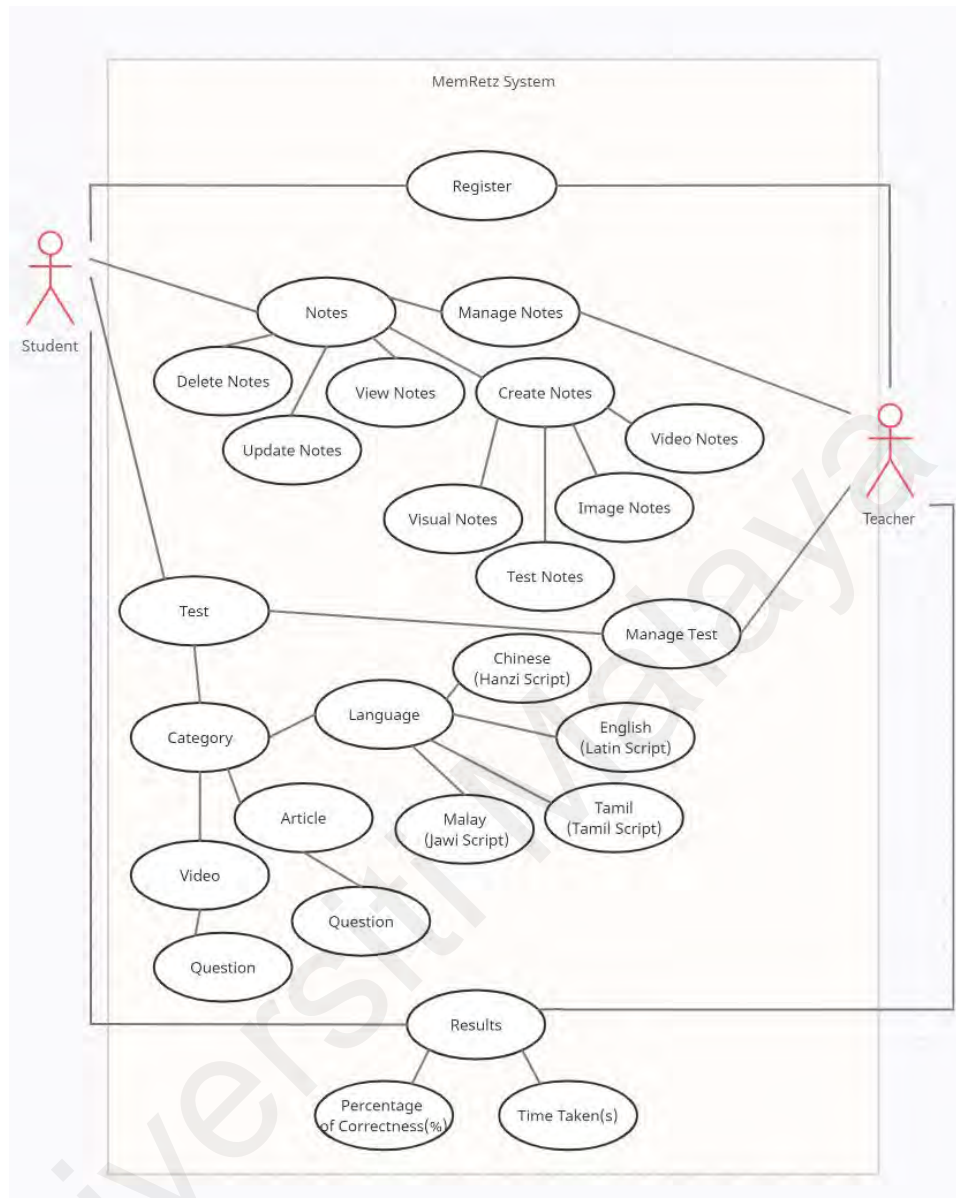 MemRetz System
Register
Student
Notes
Manage Notes
Delete Notes
View Notes
Create Notes
Update Notes
Video Notes
Visual Notes
Image Notes
Teacher
Test Notes
Test
Manage Test
Chinese
(Hanzi Script)
Language
English
(Latin Script)
Category
Article
Malay
(Jawi Script)
Tamil
(Tamil Script)
Video
Question
Question
Results
Percentage
of Correctness(%)
Time Taken(s)
iversiti Malaya